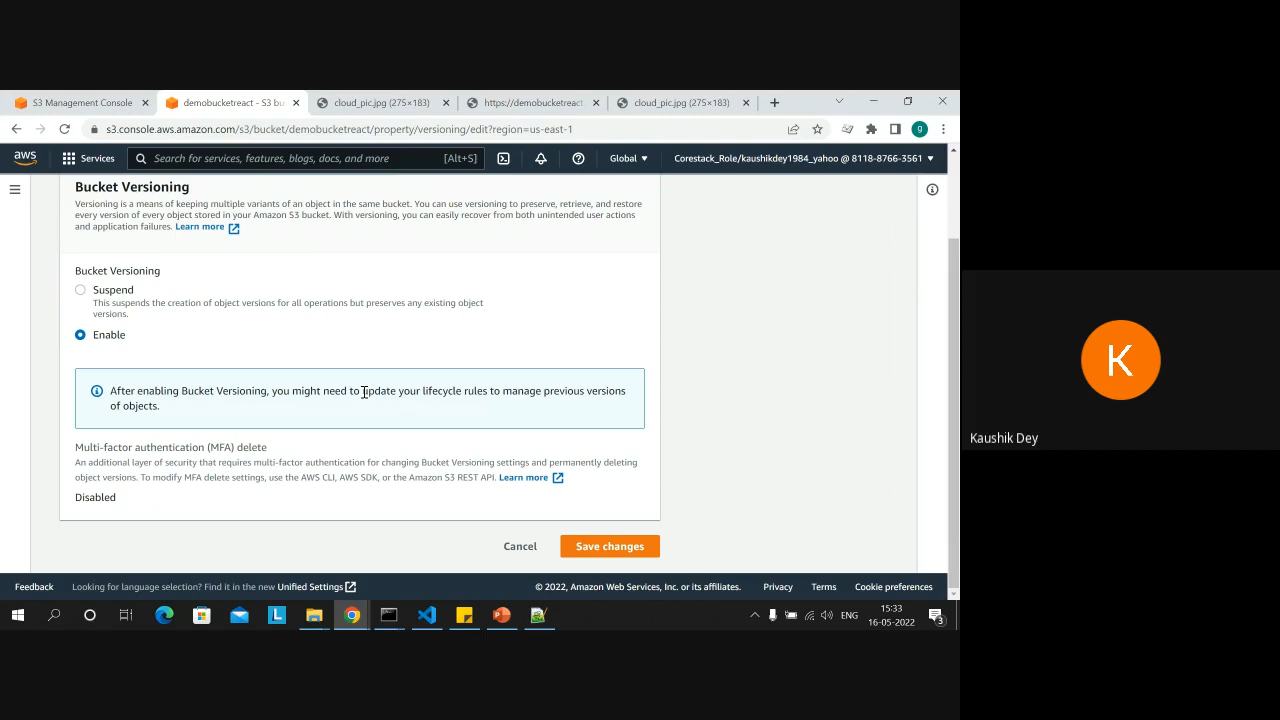 S3 Management Console
demobucketreact - S3 bu
cloud_pic.jpg (275×183)
https://demobucketreact
cloud_pic.jpg (275×183)
s3.console.aws.amazon.com/s3/bucket/demobucketreact/property/versioning/edit?region=us-east-1
g
aws
Services
Search for services, features, blogs, docs, and more
[Alt+S]
Global
Corestack_Role/kaushikdey1984_yahoo @ 8118-8766-3561
Bucket Versioning
Versioning is a means of keeping multiple variants of an object in the same bucket. You can use versioning to preserve, retrieve, and restore
every version of every object stored in your Amazon S3 bucket. With versioning, you can easily recover from both unintended user actions
and application failures. Learn more
Bucket Versioning
Suspend
This suspends the creation of object versions for all operations but preserves any existing object
versions.
Enable
After enabling Bucket Versioning, you might need to update your lifecycle rules to manage previous versions
of objects.
Multi-factor authentication (MFA) delete
An additional layer of security that requires multi-factor authentication for changing Bucket Versioning settings and permanently deleting
object versions. To modify MFA delete settings, use the AWS CLI, AWS SDK, or the Amazon S3 REST API. Learn more
Disabled
Cancel
Save changes
Feedback
Looking for language selection? Find it in the new Unified Settings
© 2022, Amazon Web Services, Inc. or its affiliates.
Privacy
Terms
Cookie preferences
L
ENG
15:33
16-05-2022
3
K
Kaushik Dey